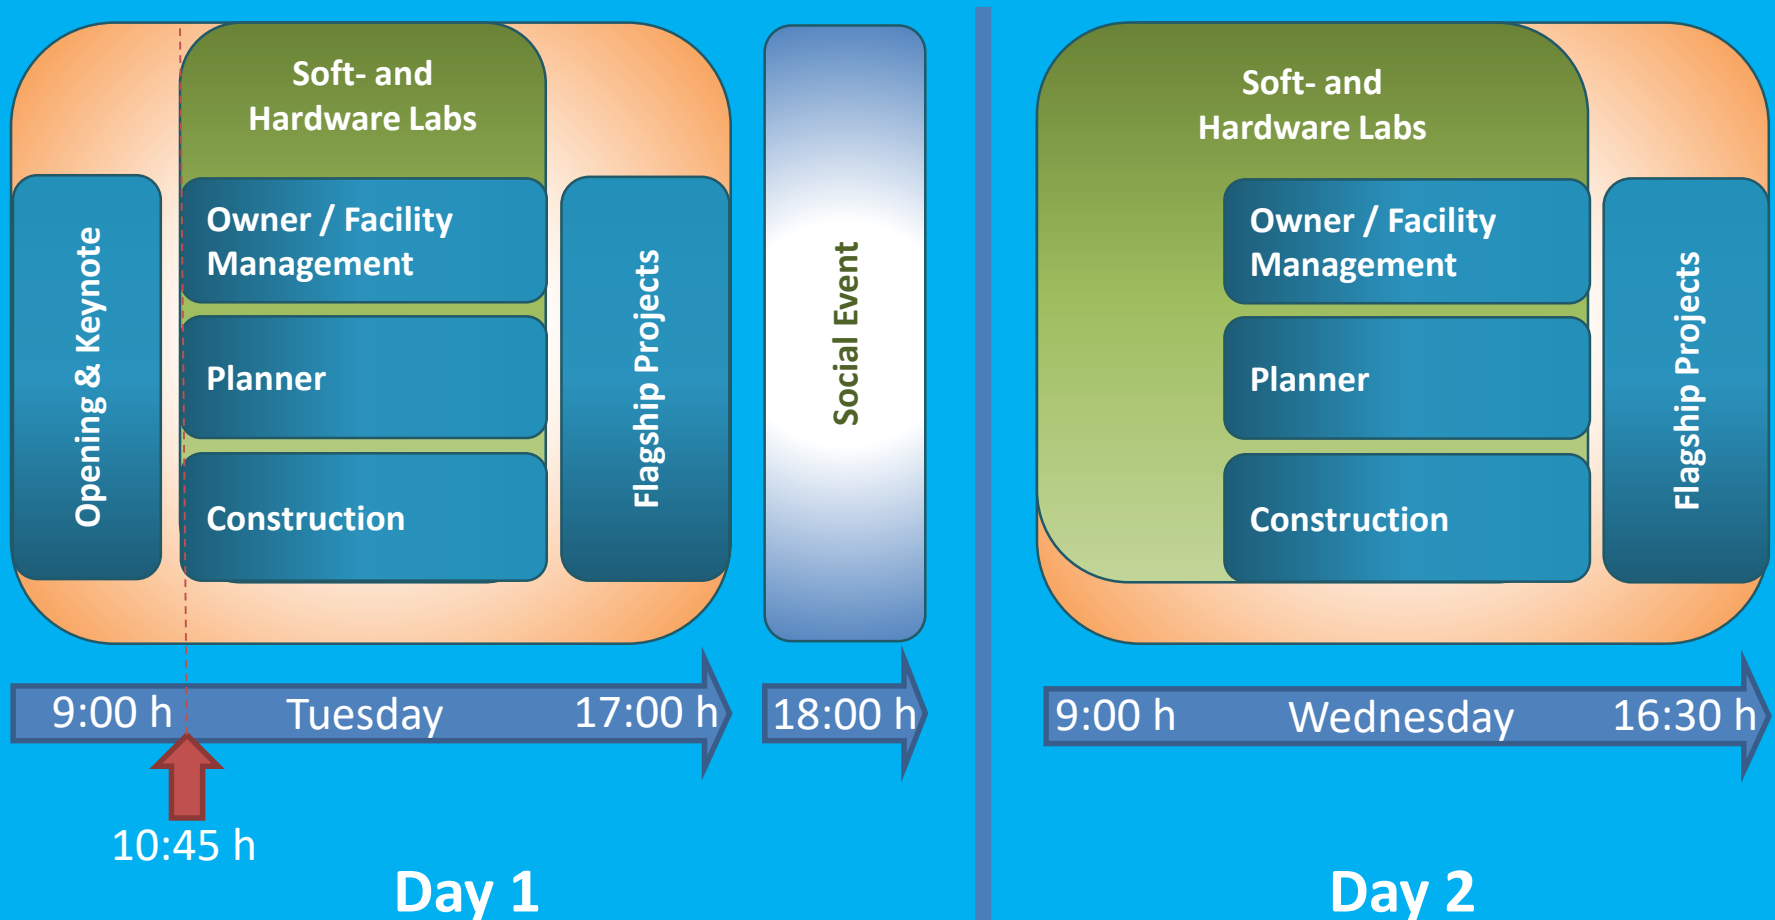 Soft- and
Hardware Labs
Opening & Keynote
Owner / Facility
Management
Planner
Construction
Flagship Projects
Social Event
9:00 h
Tuesday
17:00 h
18:00 h
10:45 h
Day 1
Soft- and
Hardware Labs
Owner / Facility
Management
Planner
Construction
Flagship Projects
9:00 h
Wednesday
16:30 h
Day 2